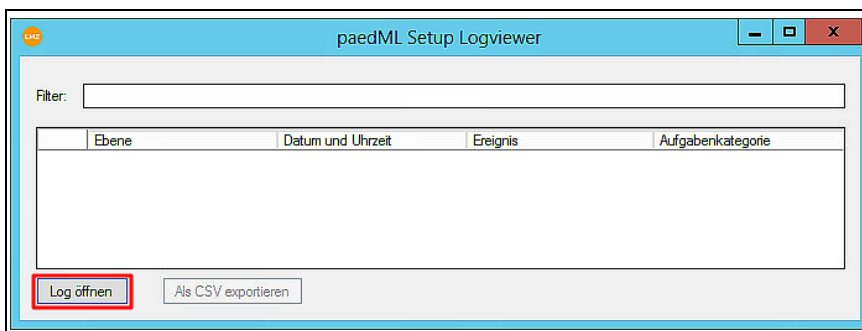 LMZ
paedML Setup Logviewer
Filter:
Ebene Datum und Uhrzeit Ereignis Aufgabenkategorie
Log öffnen Als CSV exportieren